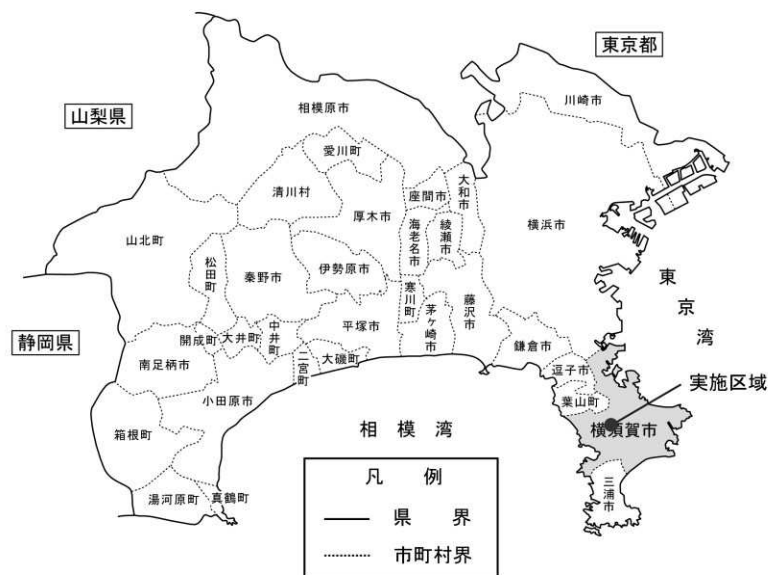 東京都
川崎市
山梨県
相模原市
愛川町
清川村
座間市
大和市
厚木市
海老名市
綾瀬市
横浜市
山北町
松田町
秦野市
伊勢原市
寒川町
茅ヶ崎市
藤沢市
東京湾
静岡県
開成町
大井町
中井町
平塚市
鎌倉市
南足柄市
二宮町
大磯町
逗子市
実施区域
小田原市
葉山町
箱根町
相模湾
横須賀市
湯河原町
真鶴町
三浦市
凡例
県界
市町村界